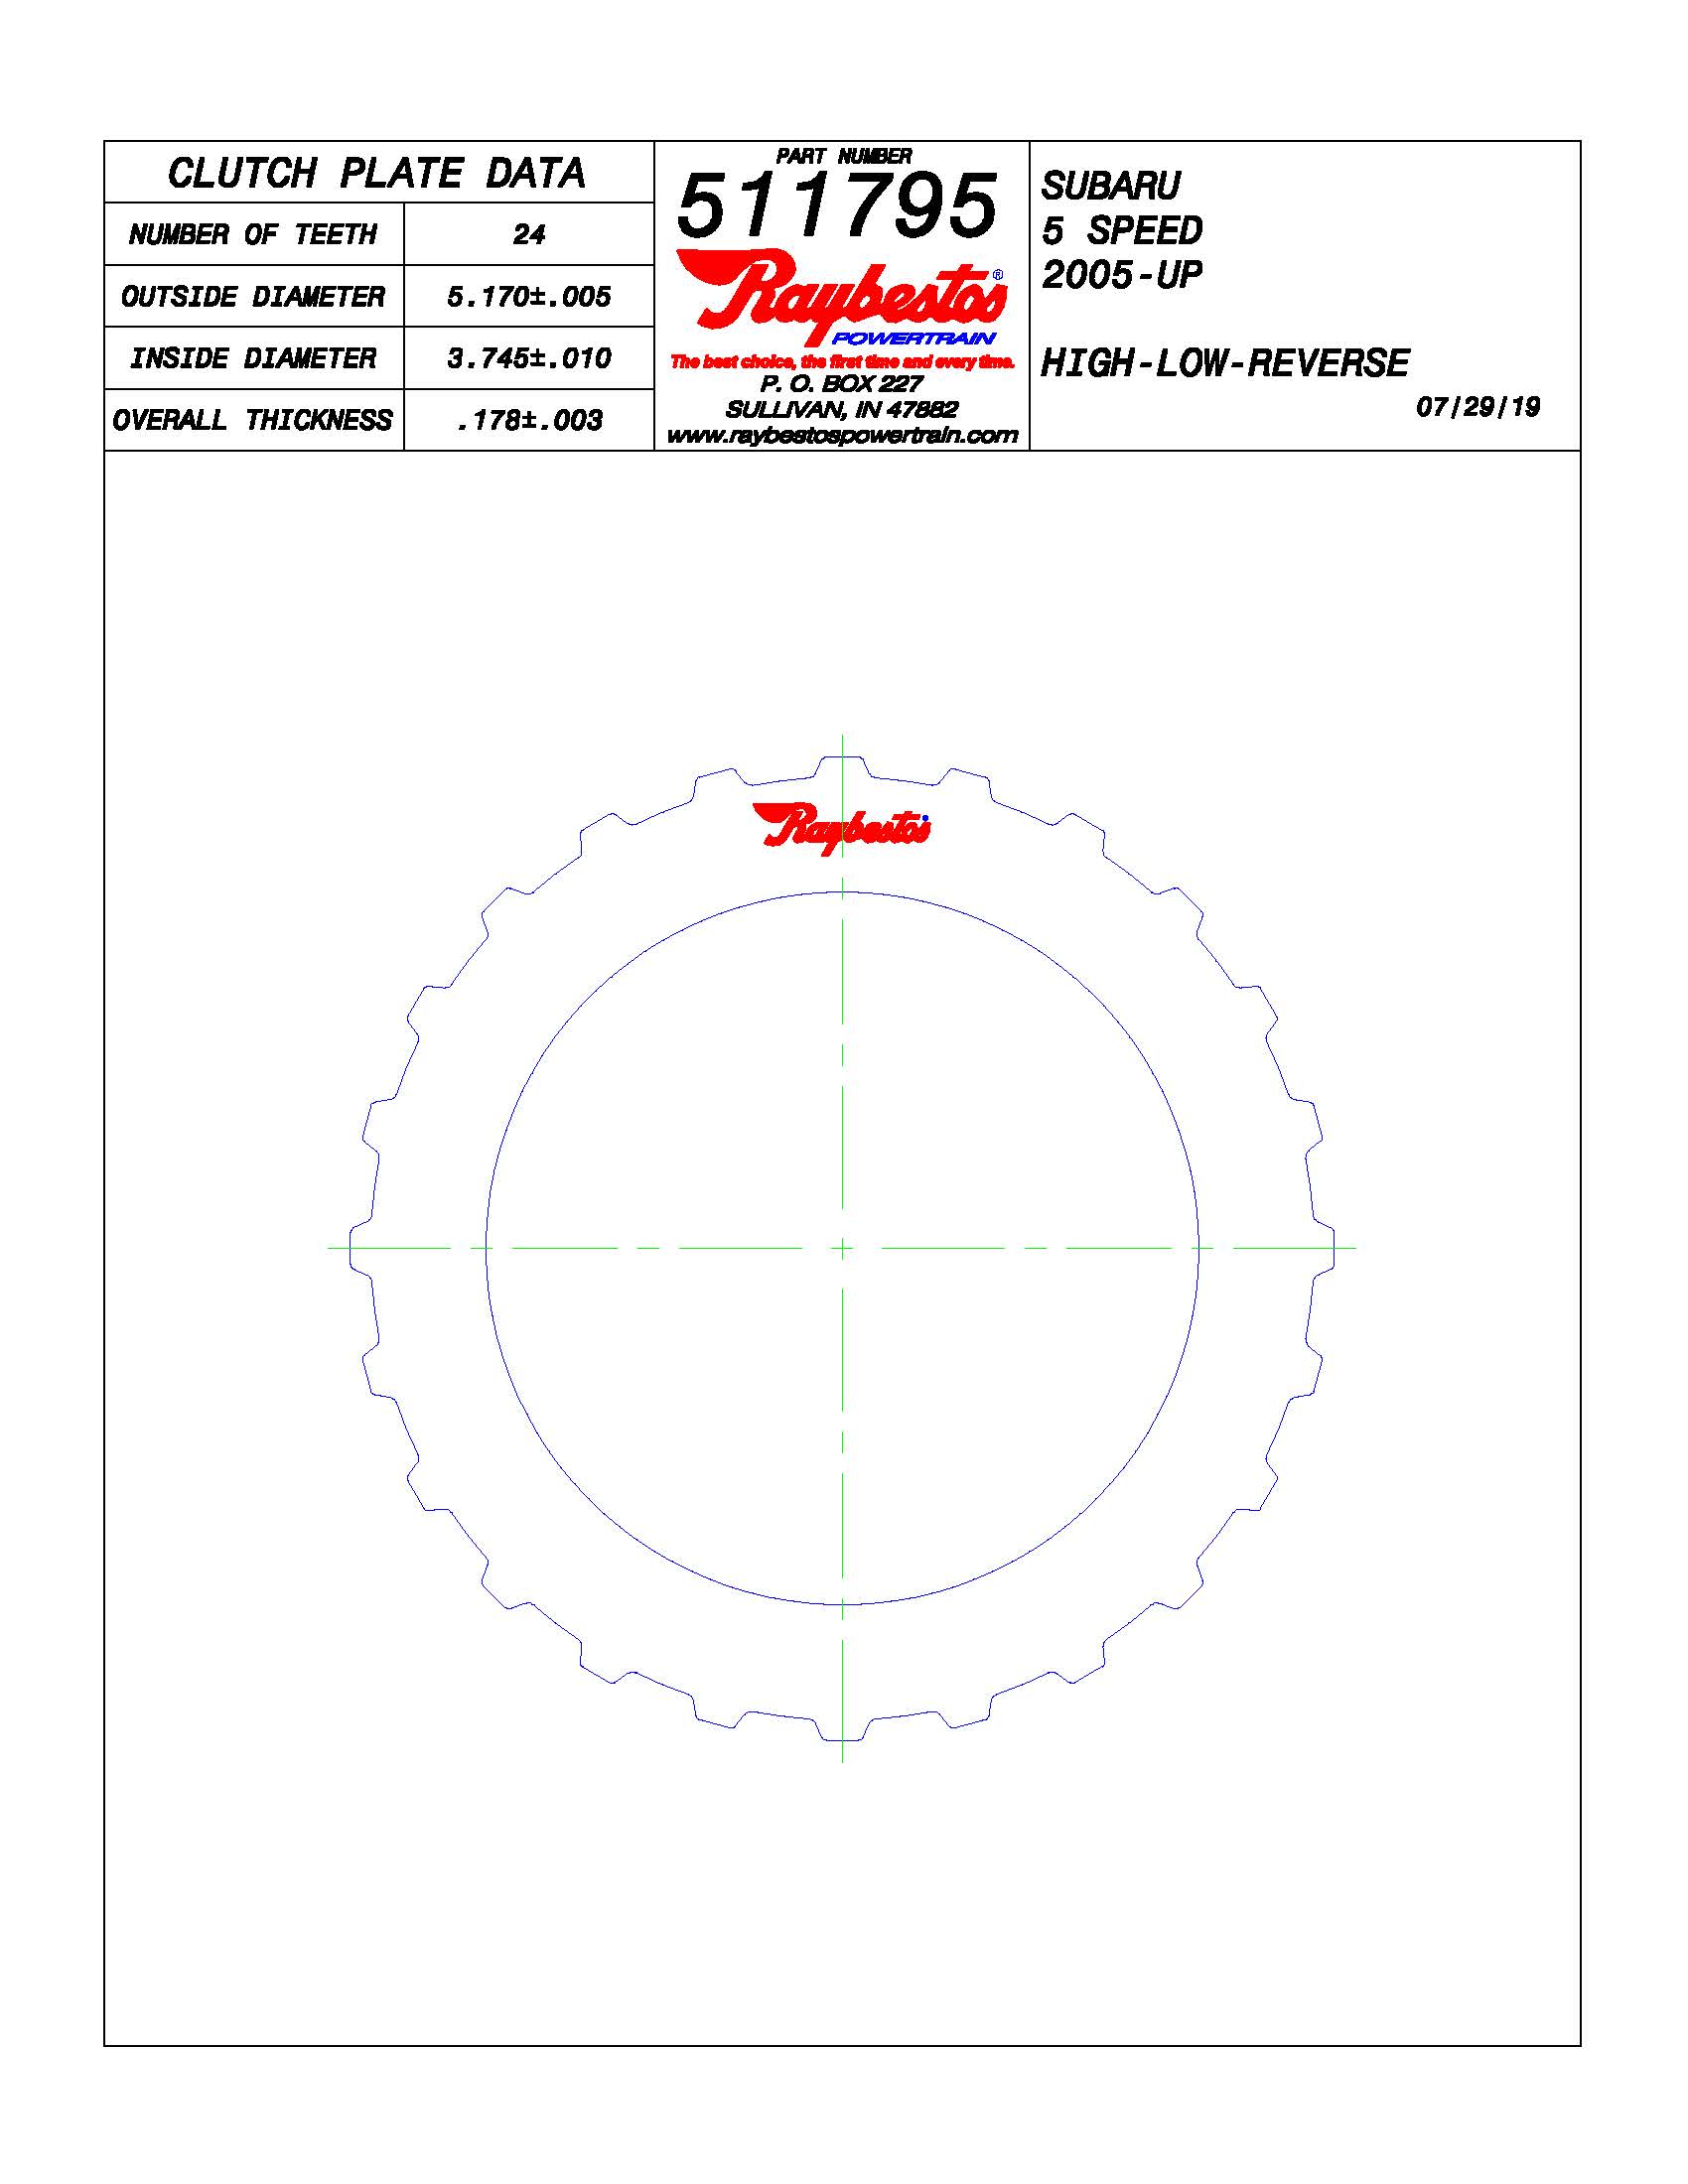 CLUTCH PLATE DATA
NUMBER OF TEETH 24
OUTSIDE DIAMETER 5.170±.005
INSIDE DIAMETER 3.745±.010
OVERALL THICKNESS .178±.003
PART NUMBER
511795
Raybestos®
POWERTRAIN
The best choice, the first time and every time.
P. O. BOX 227
SULLIVAN, IN 47882
www.raybestospowertrain.com
SUBARU
5 SPEED
2005-UP
HIGH-LOW-REVERSE
07/29/19
Raybestos